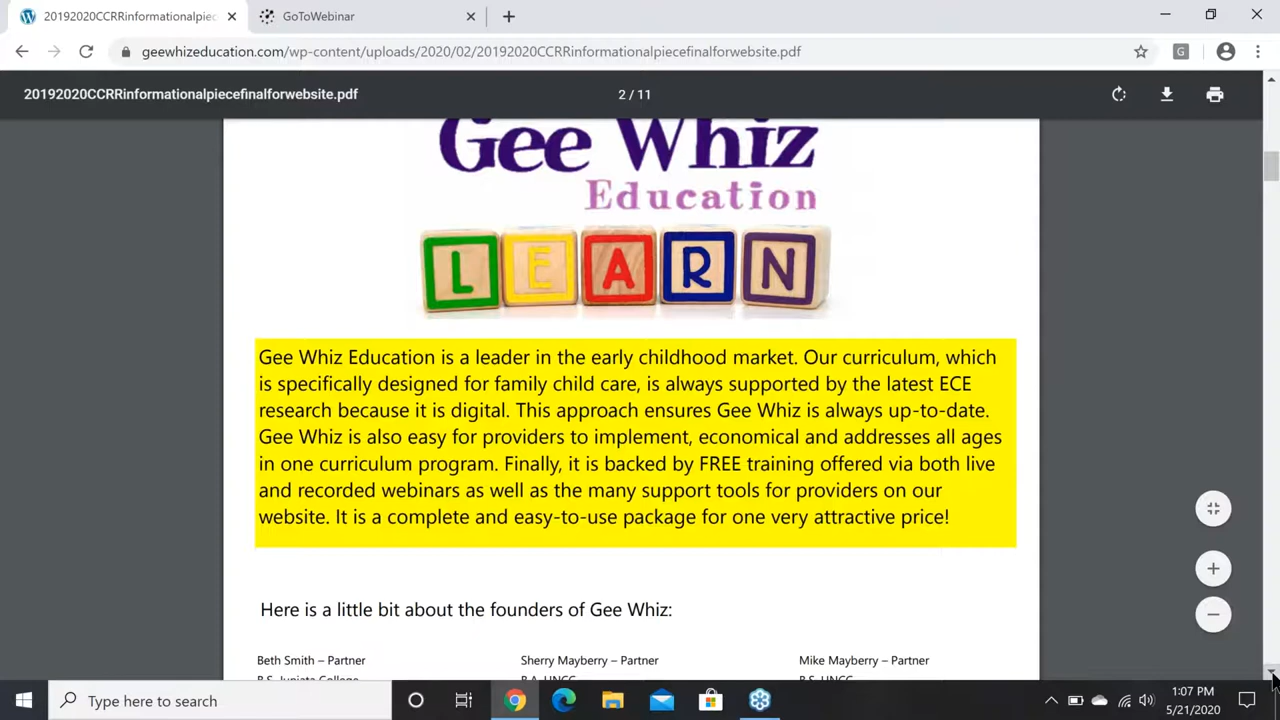 20192020CCRRinformationalpiec
GoToWebinar
geewhizeducation.com/wp-content/uploads/2020/02/20192020CCRRinformationalpiecefinalforwebsite.pdf
G
20192020CCRRinformationalpiecefinalforwebsite.pdf
2 / 11
Gee Whiz
Education
LEARN
Gee Whiz Education is a leader in the early childhood market. Our curriculum, which
is specifically designed for family child care, is always supported by the latest ECE
research because it is digital. This approach ensures Gee Whiz is always up-to-date.
Gee Whiz is also easy for providers to implement, economical and addresses all ages
in one curriculum program. Finally, it is backed by FREE training offered via both live
and recorded webinars as well as the many support tools for providers on our
website. It is a complete and easy-to-use package for one very attractive price!
Here is a little bit about the founders of Gee Whiz:
Beth Smith – Partner
Sherry Mayberry – Partner
Mike Mayberry – Partner
B.S. Juniata College
B.A. UNCC
B.S. UNCC
Type here to search
1:07 PM
5/21/2020